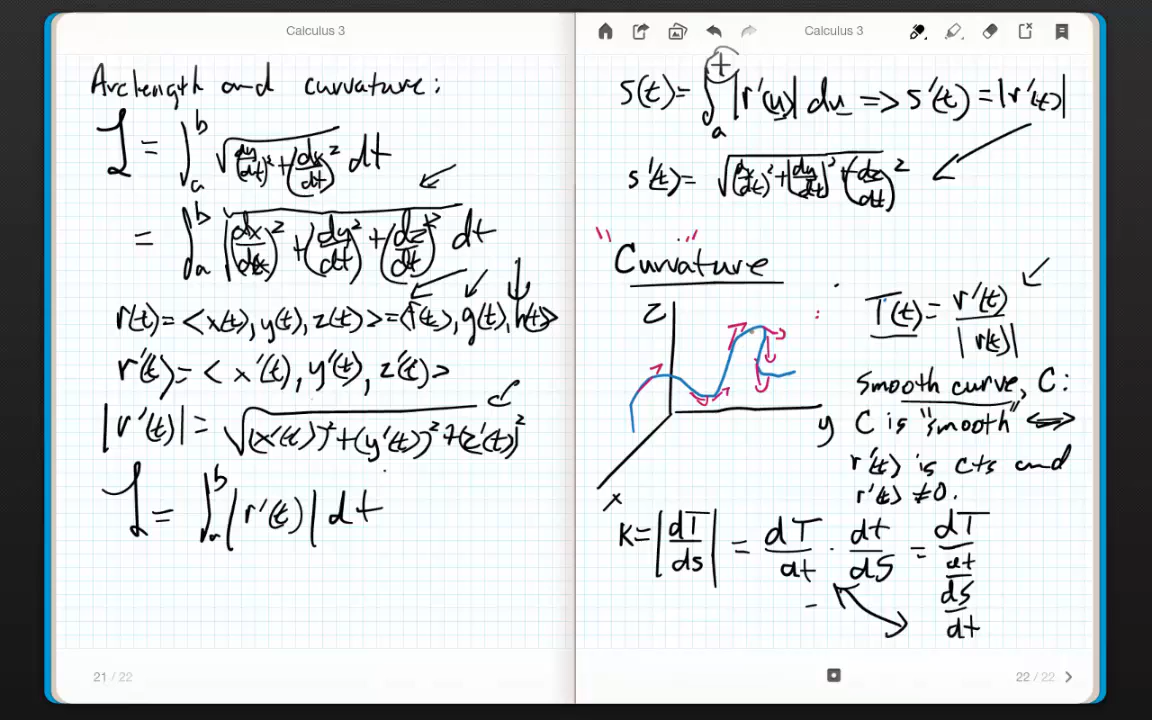 Calculus 3
Arclength and curvature:
L = ∫_a^b √((dy/dt)² + (dx/dt)²) dt
= ∫_a^b √((dx/dt)² + (dy/dt)² + (dz/dt)²) dt
r(t) = <x(t), y(t), z(t)> = <f(t), g(t), h(t)>
r'(t) = <x'(t), y'(t), z'(t)>
|r'(t)| = √((x'(t))² + (y'(t))² + (z'(t))²
L = ∫_a^b |r'(t)| dt
21 / 22
Calculus 3
S(t) = ∫_a^t |r'(u)| du => s'(t) = |r'(t)|
s'(t) = √((dx/dt)² + (dy/dt)² + (dz/dt)²
"Curvature"
z
y
x
T(t) = r'(t) / |r(t)|
Smooth curve, C:
C is "smooth" <=>
r'(t) is cts and
r'(t) ≠ 0.
K = |dT/ds| = dT/dt · dt/dS = (dT/dt)/(dS/dt)
22 / 22